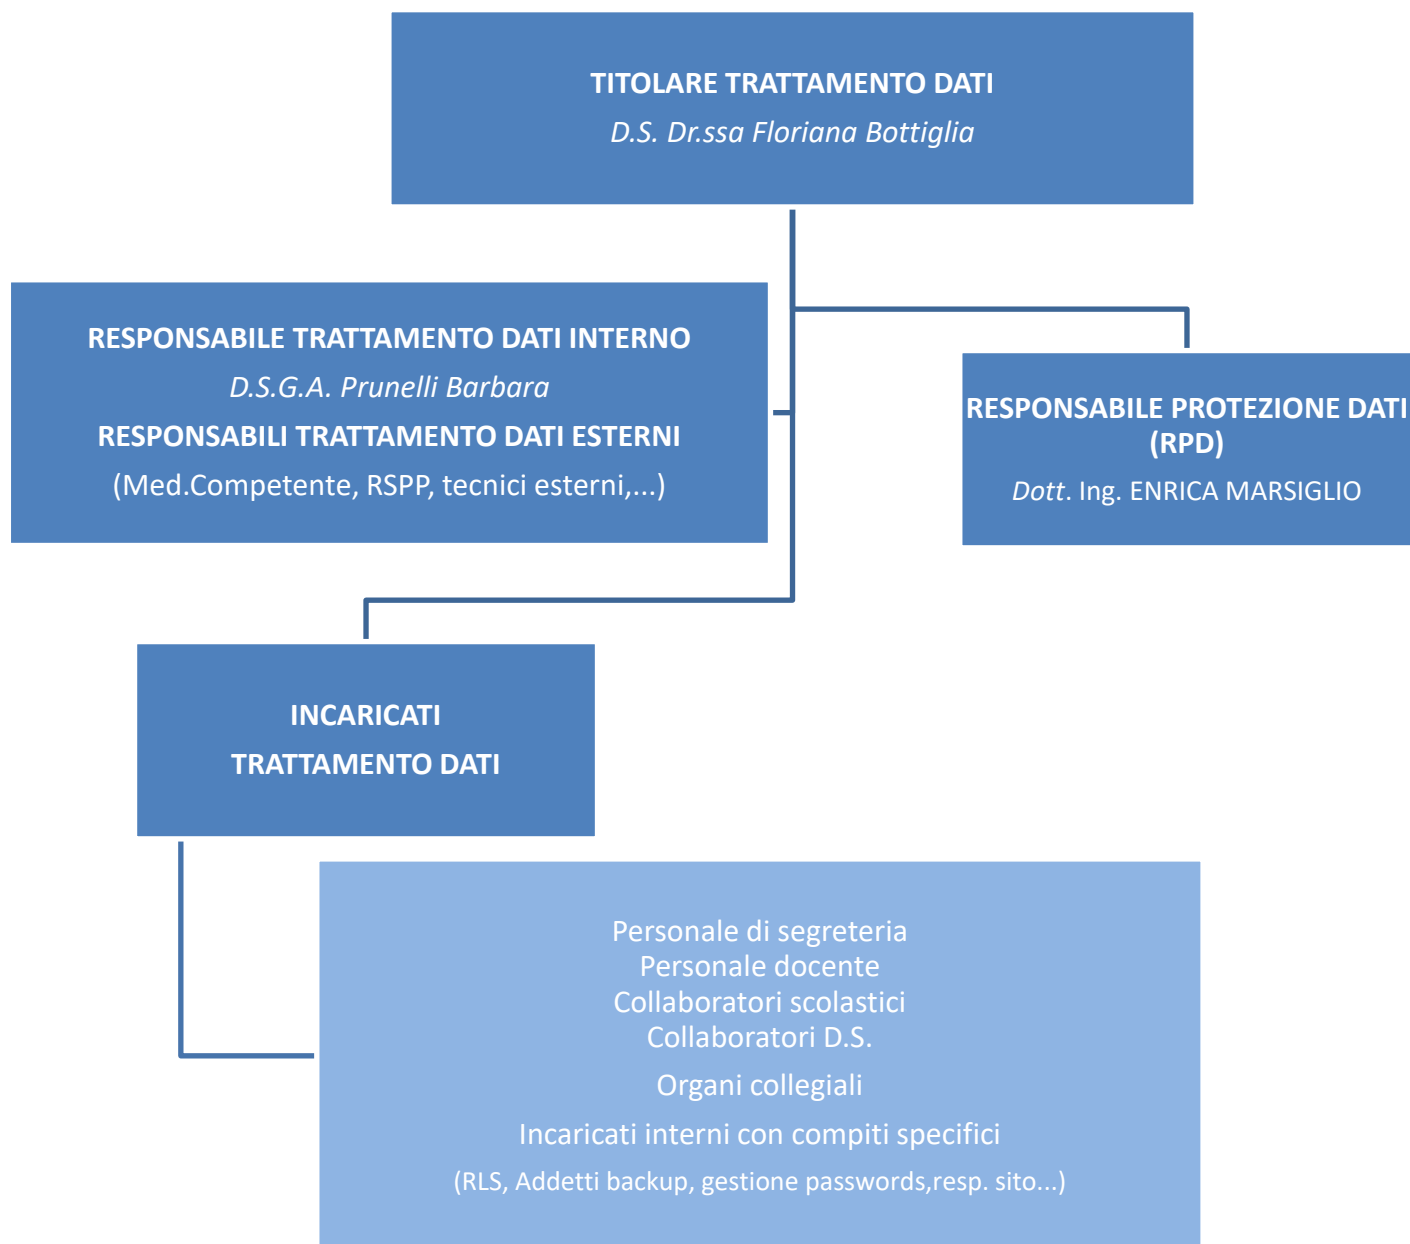 TITOLARE TRATTAMENTO DATI
D.S. Dr.ssa Floriana Bottiglia
RESPONSABILE TRATTAMENTO DATI INTERNO
D.S.G.A. Prunelli Barbara
RESPONSABILI TRATTAMENTO DATI ESTERNI
(Med.Competente, RSPP, tecnici esterni,...)
RESPONSABILE PROTEZIONE DATI
(RPD)
Dott. Ing. ENRICA MARSIGLIO
INCARICATI
TRATTAMENTO DATI
Personale di segreteria
Personale docente
Collaboratori scolastici
Collaboratori D.S.
Organi collegiali
Incaricati interni con compiti specifici
(RLS, Addetti backup, gestione passwords,resp. sito...)